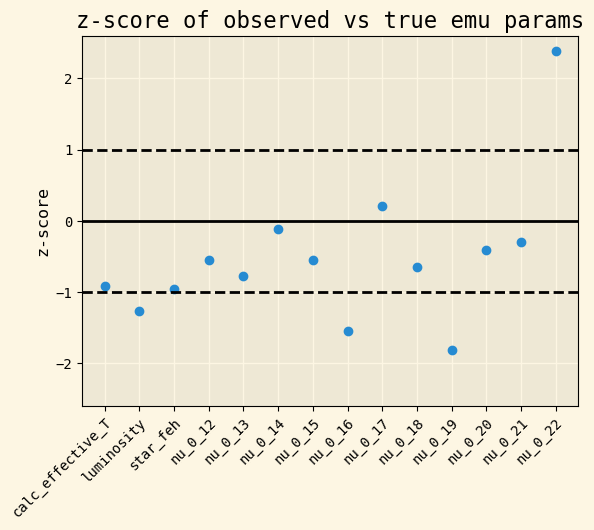 z-score of observed vs true emu params
z-score
2
1
0
−1
−2
calc_effective_T
luminosity
star_feh
nu_0_12
nu_0_13
nu_0_14
nu_0_15
nu_0_16
nu_0_17
nu_0_18
nu_0_19
nu_0_20
nu_0_21
nu_0_22